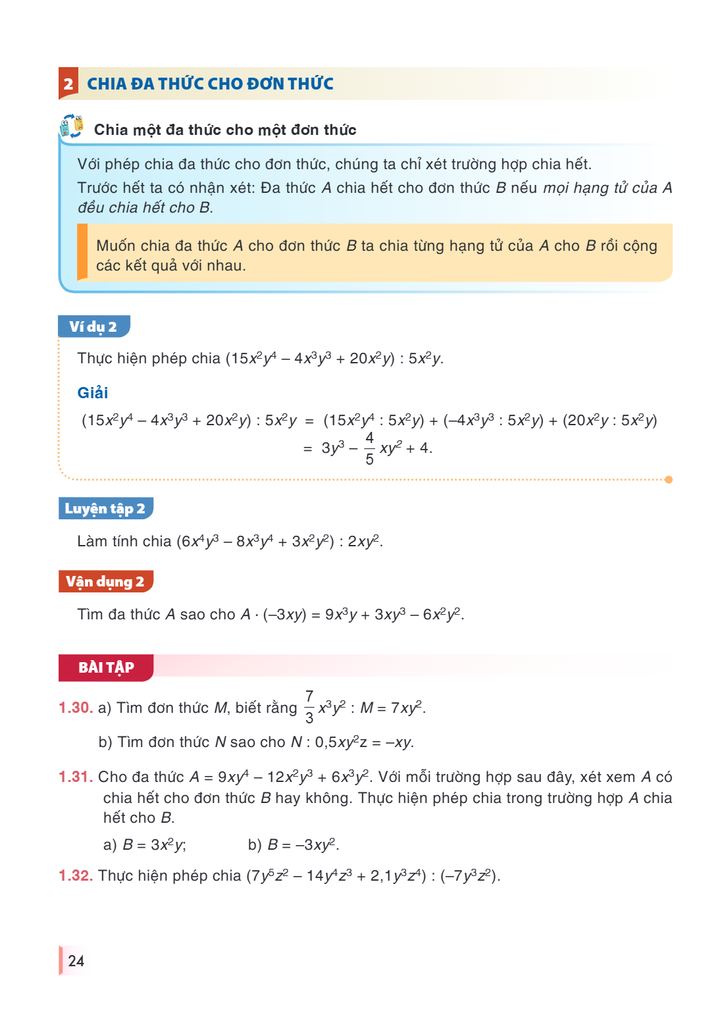 2 CHIA ĐA THỨC CHO ĐƠN THỨC
Chia một đa thức cho một đơn thức
Với phép chia đa thức cho đơn thức, chúng ta chỉ xét trường hợp chia hết.
Trước hết ta có nhận xét: Đa thức A chia hết cho đơn thức B nếu mọi hạng tử của A
đều chia hết cho B.
Muốn chia đa thức A cho đơn thức B ta chia từng hạng tử của A cho B rồi cộng
các kết quả với nhau.
Ví dụ 2
Thực hiện phép chia (15x²y⁴ – 4x³y³ + 20x²y) : 5x²y.
Giải
(15x²y⁴ – 4x³y³ + 20x²y) : 5x²y = (15x²y⁴ : 5x²y) + (–4x³y³ : 5x²y) + (20x²y : 5x²y)
= 3y³ – 4/5 xy² + 4.
Luyện tập 2
Làm tính chia (6x⁴y³ – 8x³y⁴ + 3x²y²) : 2xy².
Vận dụng 2
Tìm đa thức A sao cho A · (–3xy) = 9x³y + 3xy³ – 6x²y².
BÀI TẬP
1.30. a) Tìm đơn thức M, biết rằng 7/3 x³y² : M = 7xy².
b) Tìm đơn thức N sao cho N : 0,5xy²z = –xy.
1.31. Cho đa thức A = 9xy⁴ – 12x²y³ + 6x³y². Với mỗi trường hợp sau đây, xét xem A có
chia hết cho đơn thức B hay không. Thực hiện phép chia trong trường hợp A chia
hết cho B.
a) B = 3x²y; b) B = –3xy².
1.32. Thực hiện phép chia (7y⁵z² – 14y⁴z³ + 2,1y³z⁴) : (–7y³z²).
24